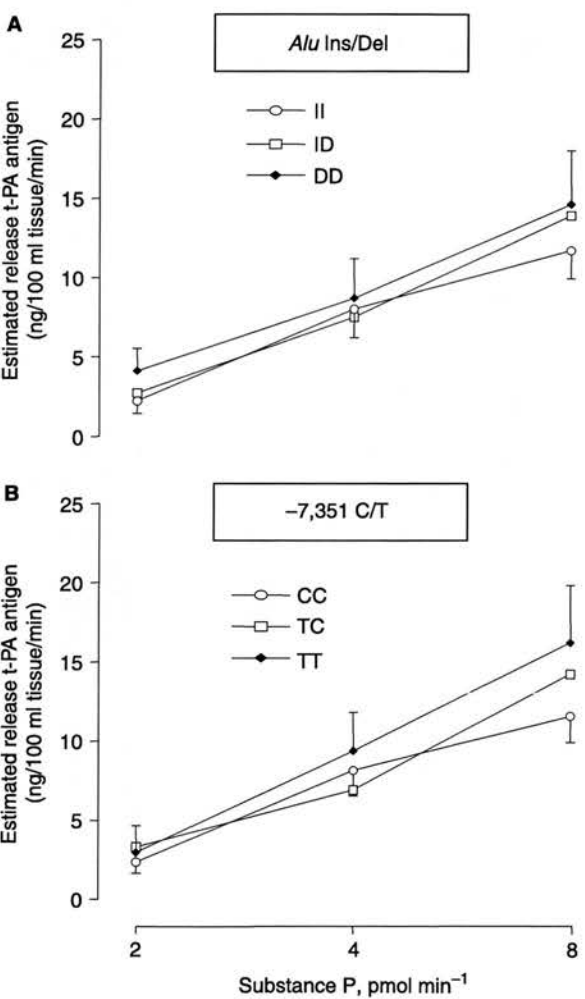 A
Alu Ins/Del
II
ID
DD
Estimated release t-PA antigen
(ng/100 ml tissue/min)
25
20
15
10
5
0
B
–7,351 C/T
CC
TC
TT
Estimated release t-PA antigen
(ng/100 ml tissue/min)
25
20
15
10
5
0
2 4 8
Substance P, pmol min⁻¹